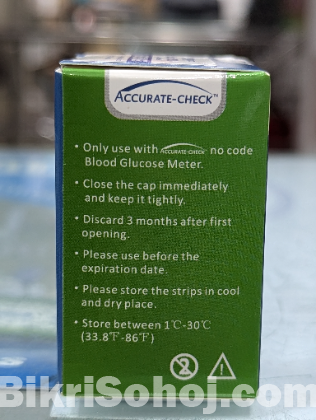 ACCURATE-CHECK™
• Only use with ACCURATE-CHECK no code
Blood Glucose Meter.
• Close the cap immediately
and keep it tightly.
• Discard 3 months after first
opening.
• Please use before the
expiration date.
• Please store the strips in cool
and dry place.
• Store between 1℃-30℃
(33.8℉-86℉)
2
BikriSohoj.com